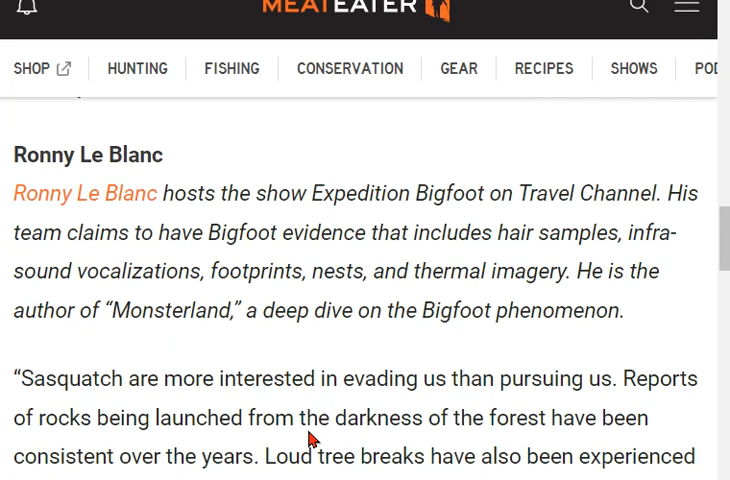 MEATEATER
SHOP HUNTING FISHING CONSERVATION GEAR RECIPES SHOWS
Ronny Le Blanc
Ronny Le Blanc hosts the show Expedition Bigfoot on Travel Channel. His
team claims to have Bigfoot evidence that includes hair samples, infra-
sound vocalizations, footprints, nests, and thermal imagery. He is the
author of “Monsterland,” a deep dive on the Bigfoot phenomenon.
“Sasquatch are more interested in evading us than pursuing us. Reports
of rocks being launched from the darkness of the forest have been
consistent over the years. Loud tree breaks have also been experienced